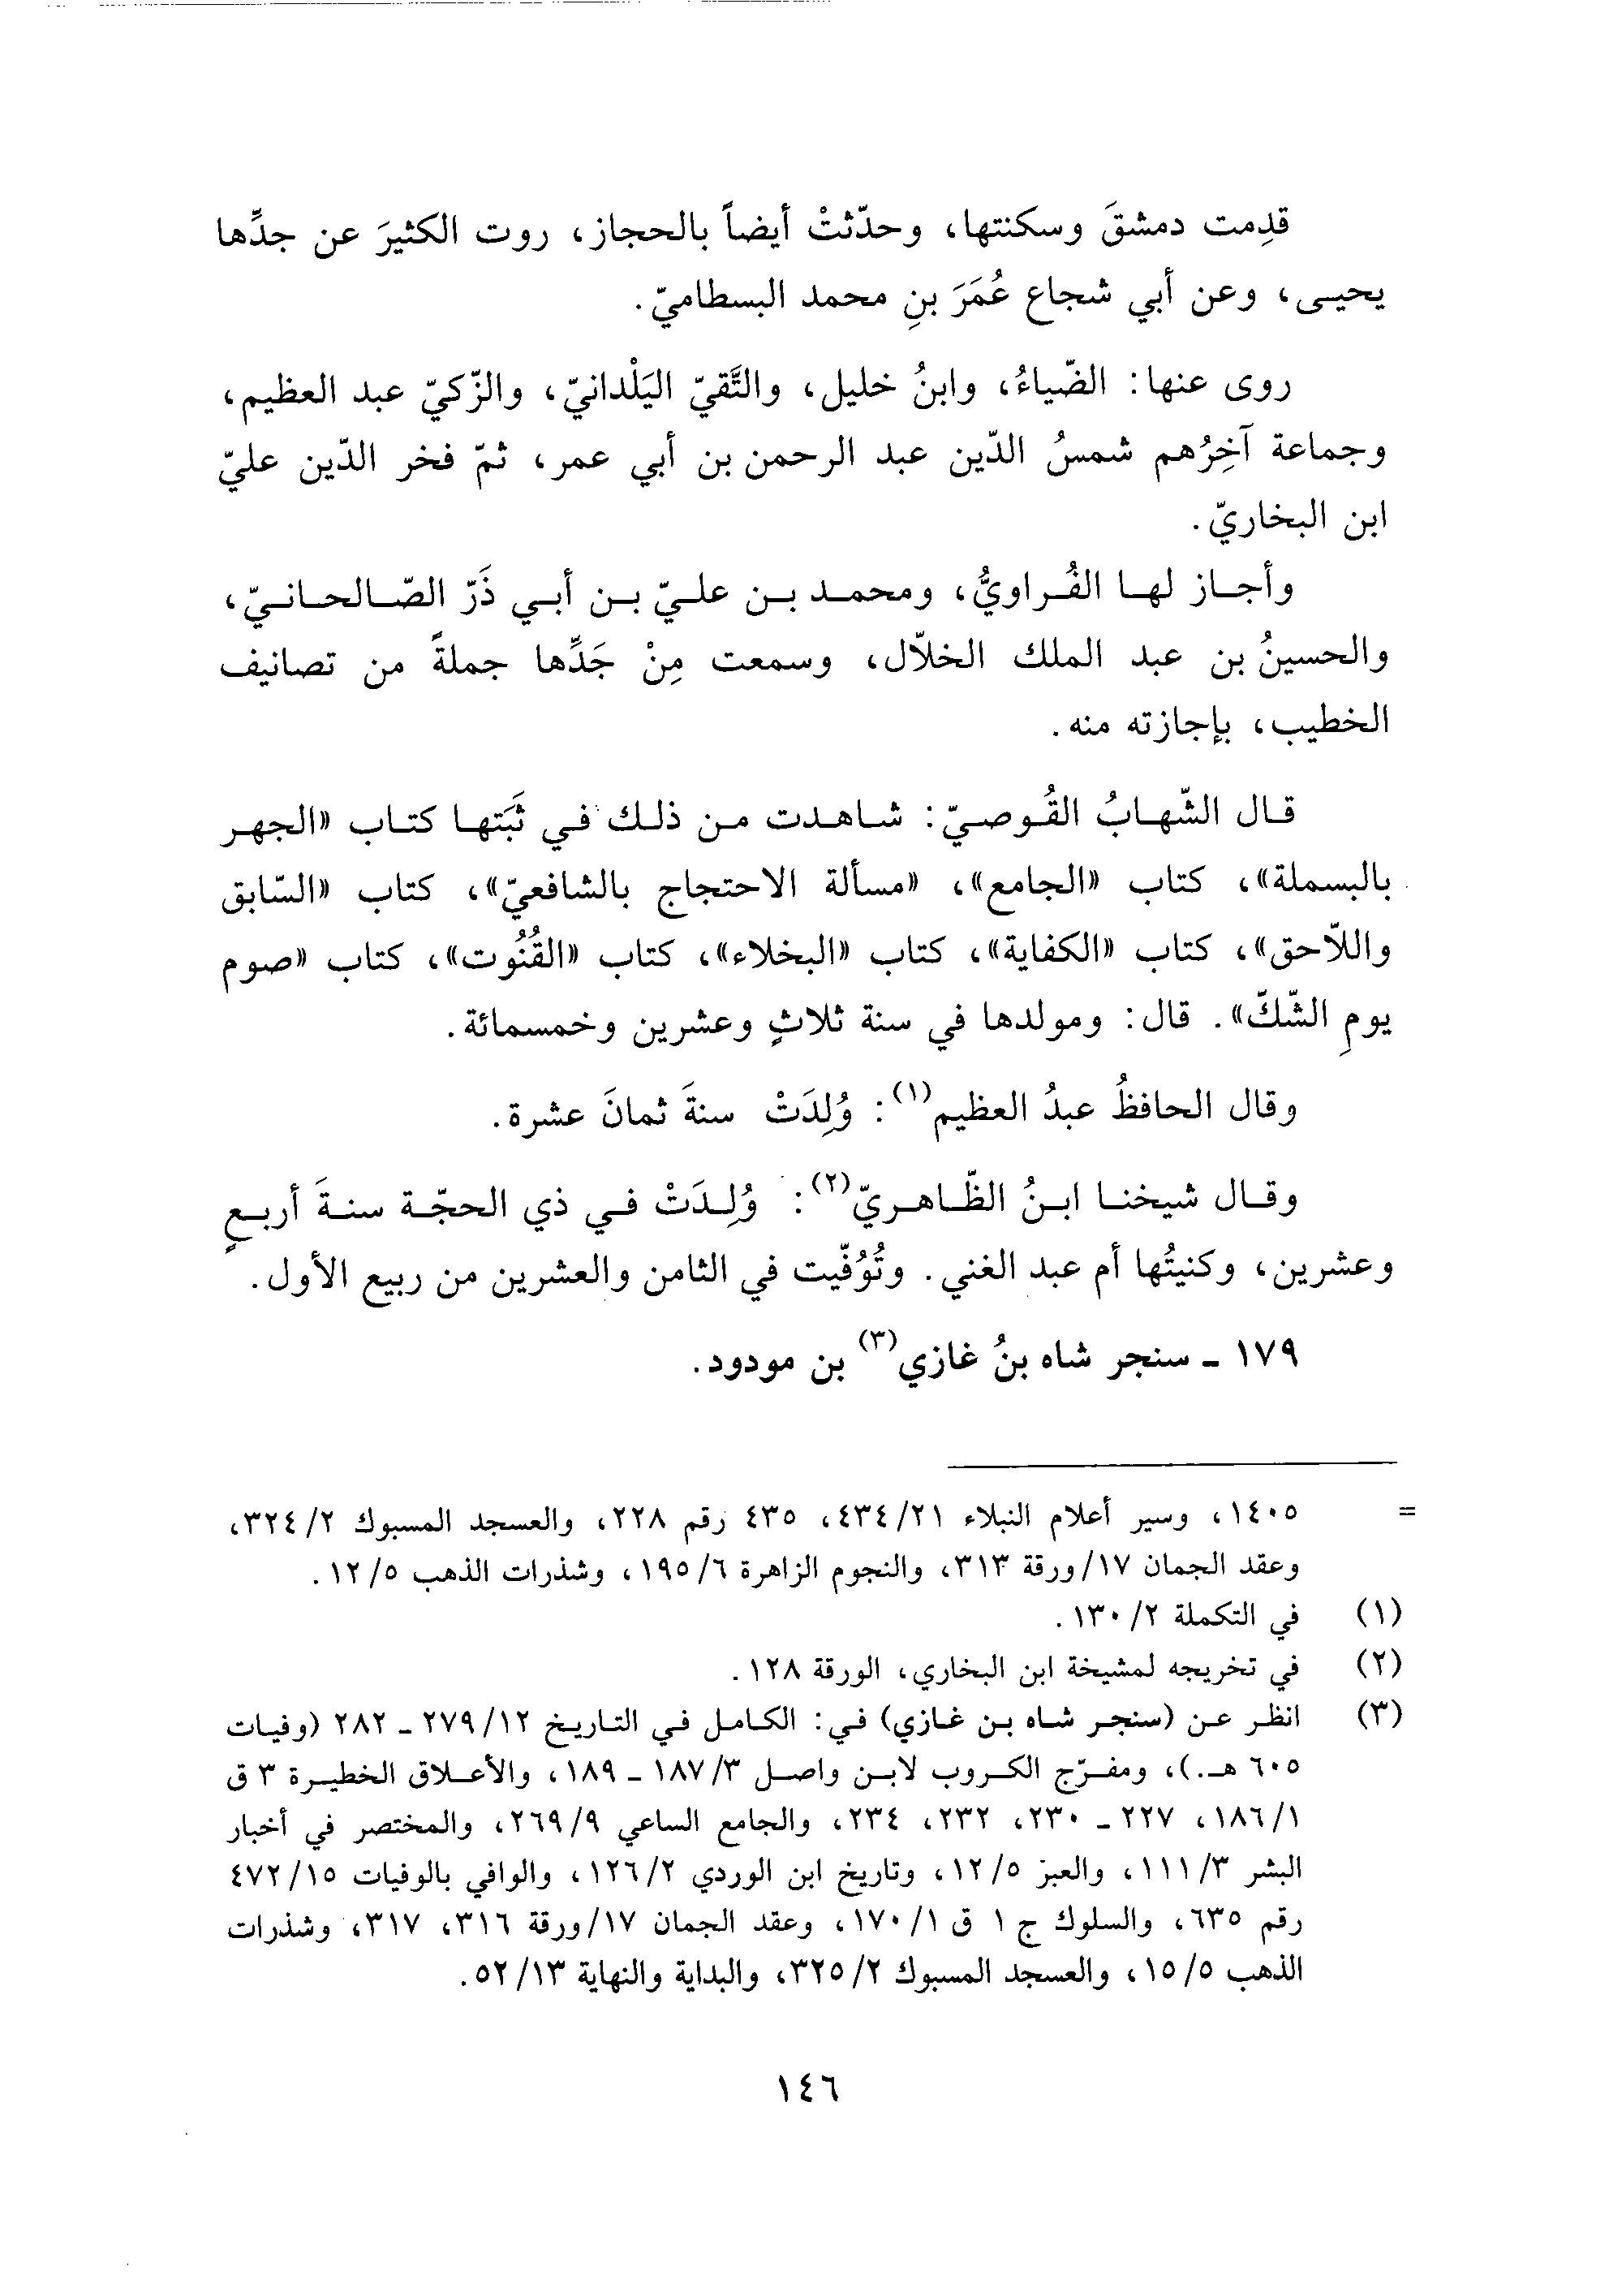 قدِمت دمشقَ وسكنتها، وحدّثتْ أيضاً بالحجاز، روت الكثيرَ عن جدِّها
يحيى، وعن أبي شجاع عُمَرَ بنِ محمد البسطاميّ.
روى عنها: الضّياءُ، وابنُ خليل، والتَّقيّ اليَلْدانيّ، والزّكيّ عبد العظيم،
وجماعة آخِرُهم شمسُ الدّين عبد الرحمن بن أبي عمر، ثمّ فخر الدّين عليّ
ابن البخاريّ.
وأجاز لها الفُراويُّ، ومحمد بن عليّ بن أبي ذَرّ الصّالحانيّ،
والحسينُ بن عبد الملك الخلاّل، وسمعت مِنْ جَدِّها جملةً من تصانيف
الخطيب، بإجازته منه.
قال الشّهابُ القُوصيّ: شاهدت من ذلك في ثَبَتها كتاب «الجهر
بالبسملة»، كتاب «الجامع»، «مسألة الاحتجاج بالشافعيّ»، كتاب «السّابق
واللاّحق»، كتاب «الكفاية»، كتاب «البخلاء»، كتاب «القُنُوت»، كتاب «صوم
يومِ الشّكّ». قال: ومولدها في سنة ثلاثٍ وعشرين وخمسمائة.
وقال الحافظُ عبدُ العظيم(١): وُلِدَتْ سنةَ ثمانَ عشرة.
وقال شيخنا ابنُ الظّاهريّ(٢): وُلِدَتْ في ذي الحجّة سنةَ أربعٍ
وعشرين، وكنيتُها أم عبد الغني. وتُوُفّيت في الثامن والعشرين من ربيع الأول.
١٧٩ - سنجر شاه بنُ غازي(٣) بن مودود.
= ١٤٠٥، وسير أعلام النبلاء ٢١/٤٣٤، ٤٣٥ رقم ٢٢٨، والعسجد المسبوك ٢/٣٢٤،
وعقد الجمان ١٧/ورقة ٣١٣، والنجوم الزاهرة ٦/١٩٥، وشذرات الذهب ٥/١٢.
(١) في التكملة ٢/١٣٠.
(٢) في تخريجه لمشيخة ابن البخاري، الورقة ١٢٨.
(٣) انظر عن (سنجر شاه بن غازي) في: الكامل في التاريخ ١٢/٢٧٩ - ٢٨٢ (وفيات
٦٠٥ هـ.)، ومفرّج الكروب لابن واصل ٣/١٨٧ - ١٨٩، والأعلاق الخطيرة ٣ ق
١/١٨٦، ٢٢٧ - ٢٣٠، ٢٣٢، ٢٣٤، والجامع الساعي ٩/٢٦٩، والمختصر في أخبار
البشر ٣/١١١، والعبر ٥/١٢، وتاريخ ابن الوردي ٢/١٢٦، والوافي بالوفيات ١٥/٤٧٢
رقم ٦٣٥، والسلوك ج ١ ق ١/١٧٠، وعقد الجمان ١٧/ورقة ٣١٦، ٣١٧، وشذرات
الذهب ٥/١٥، والعسجد المسبوك ٢/٣٢٥، والبداية والنهاية ١٣/٥٢.
١٤٦